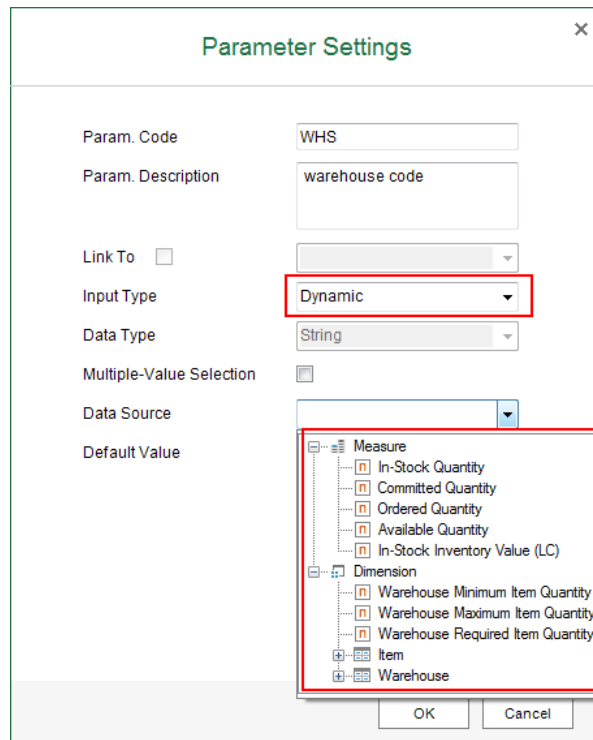 Parameter Settings
Param. Code WHS
Param. Description warehouse code
Link To
Input Type Dynamic
Data Type String
Multiple-Value Selection
Data Source
Default Value
Measure
n In-Stock Quantity
n Committed Quantity
n Ordered Quantity
n Available Quantity
n In-Stock Inventory Value (LC)
Dimension
n Warehouse Minimum Item Quantity
n Warehouse Maximum Item Quantity
n Warehouse Required Item Quantity
Item
Warehouse
OK Cancel